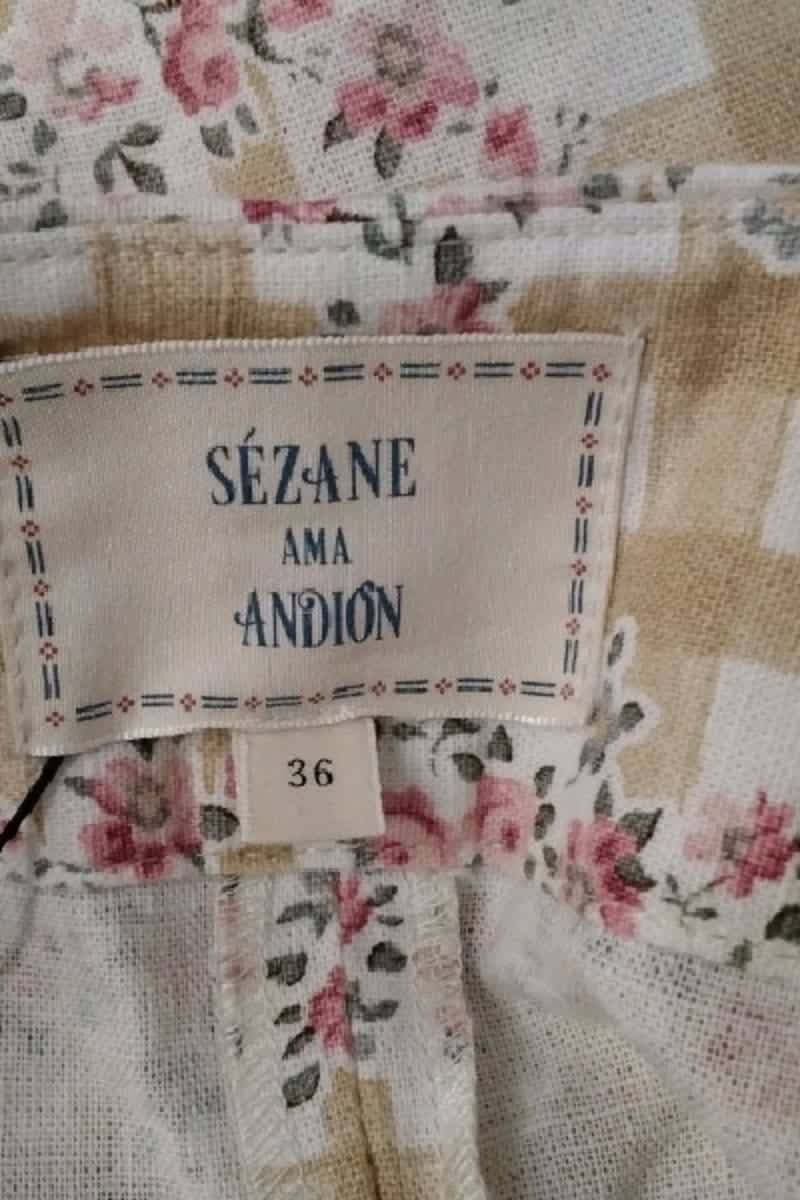 SÉZANE
AMA
ANDIÓN
36